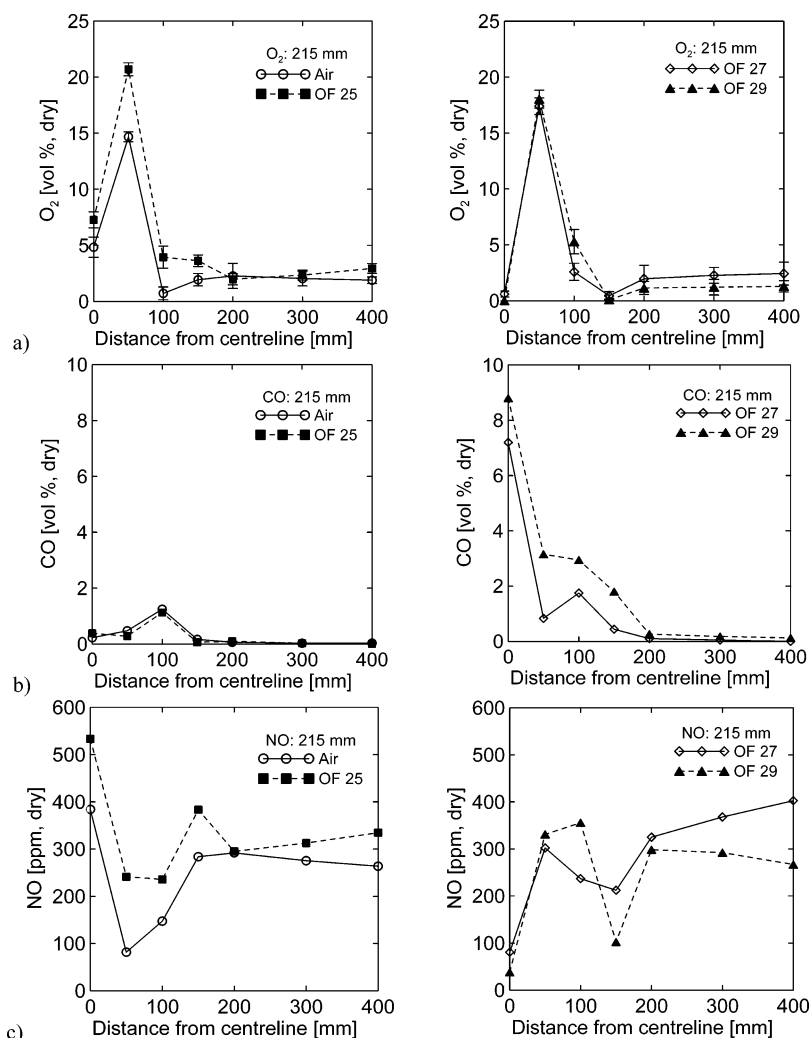 25
20
15
10
5
0
O₂ [vol %, dry]
O₂: 215 mm
Air
OF 25
0 100 200 300 400
Distance from centreline [mm]
a)
25
20
15
10
5
0
O₂ [vol %, dry]
O₂: 215 mm
OF 27
OF 29
0 100 200 300 400
Distance from centreline [mm]
10
8
6
4
2
0
CO [vol %, dry]
CO: 215 mm
Air
OF 25
0 100 200 300 400
Distance from centreline [mm]
b)
10
8
6
4
2
0
CO [vol %, dry]
CO: 215 mm
OF 27
OF 29
0 100 200 300 400
Distance from centreline [mm]
600
500
400
300
200
100
0
NO [ppm, dry]
NO: 215 mm
Air
OF 25
0 100 200 300 400
Distance from centreline [mm]
c)
600
500
400
300
200
100
0
NO [ppm, dry]
NO: 215 mm
OF 27
OF 29
0 100 200 300 400
Distance from centreline [mm]